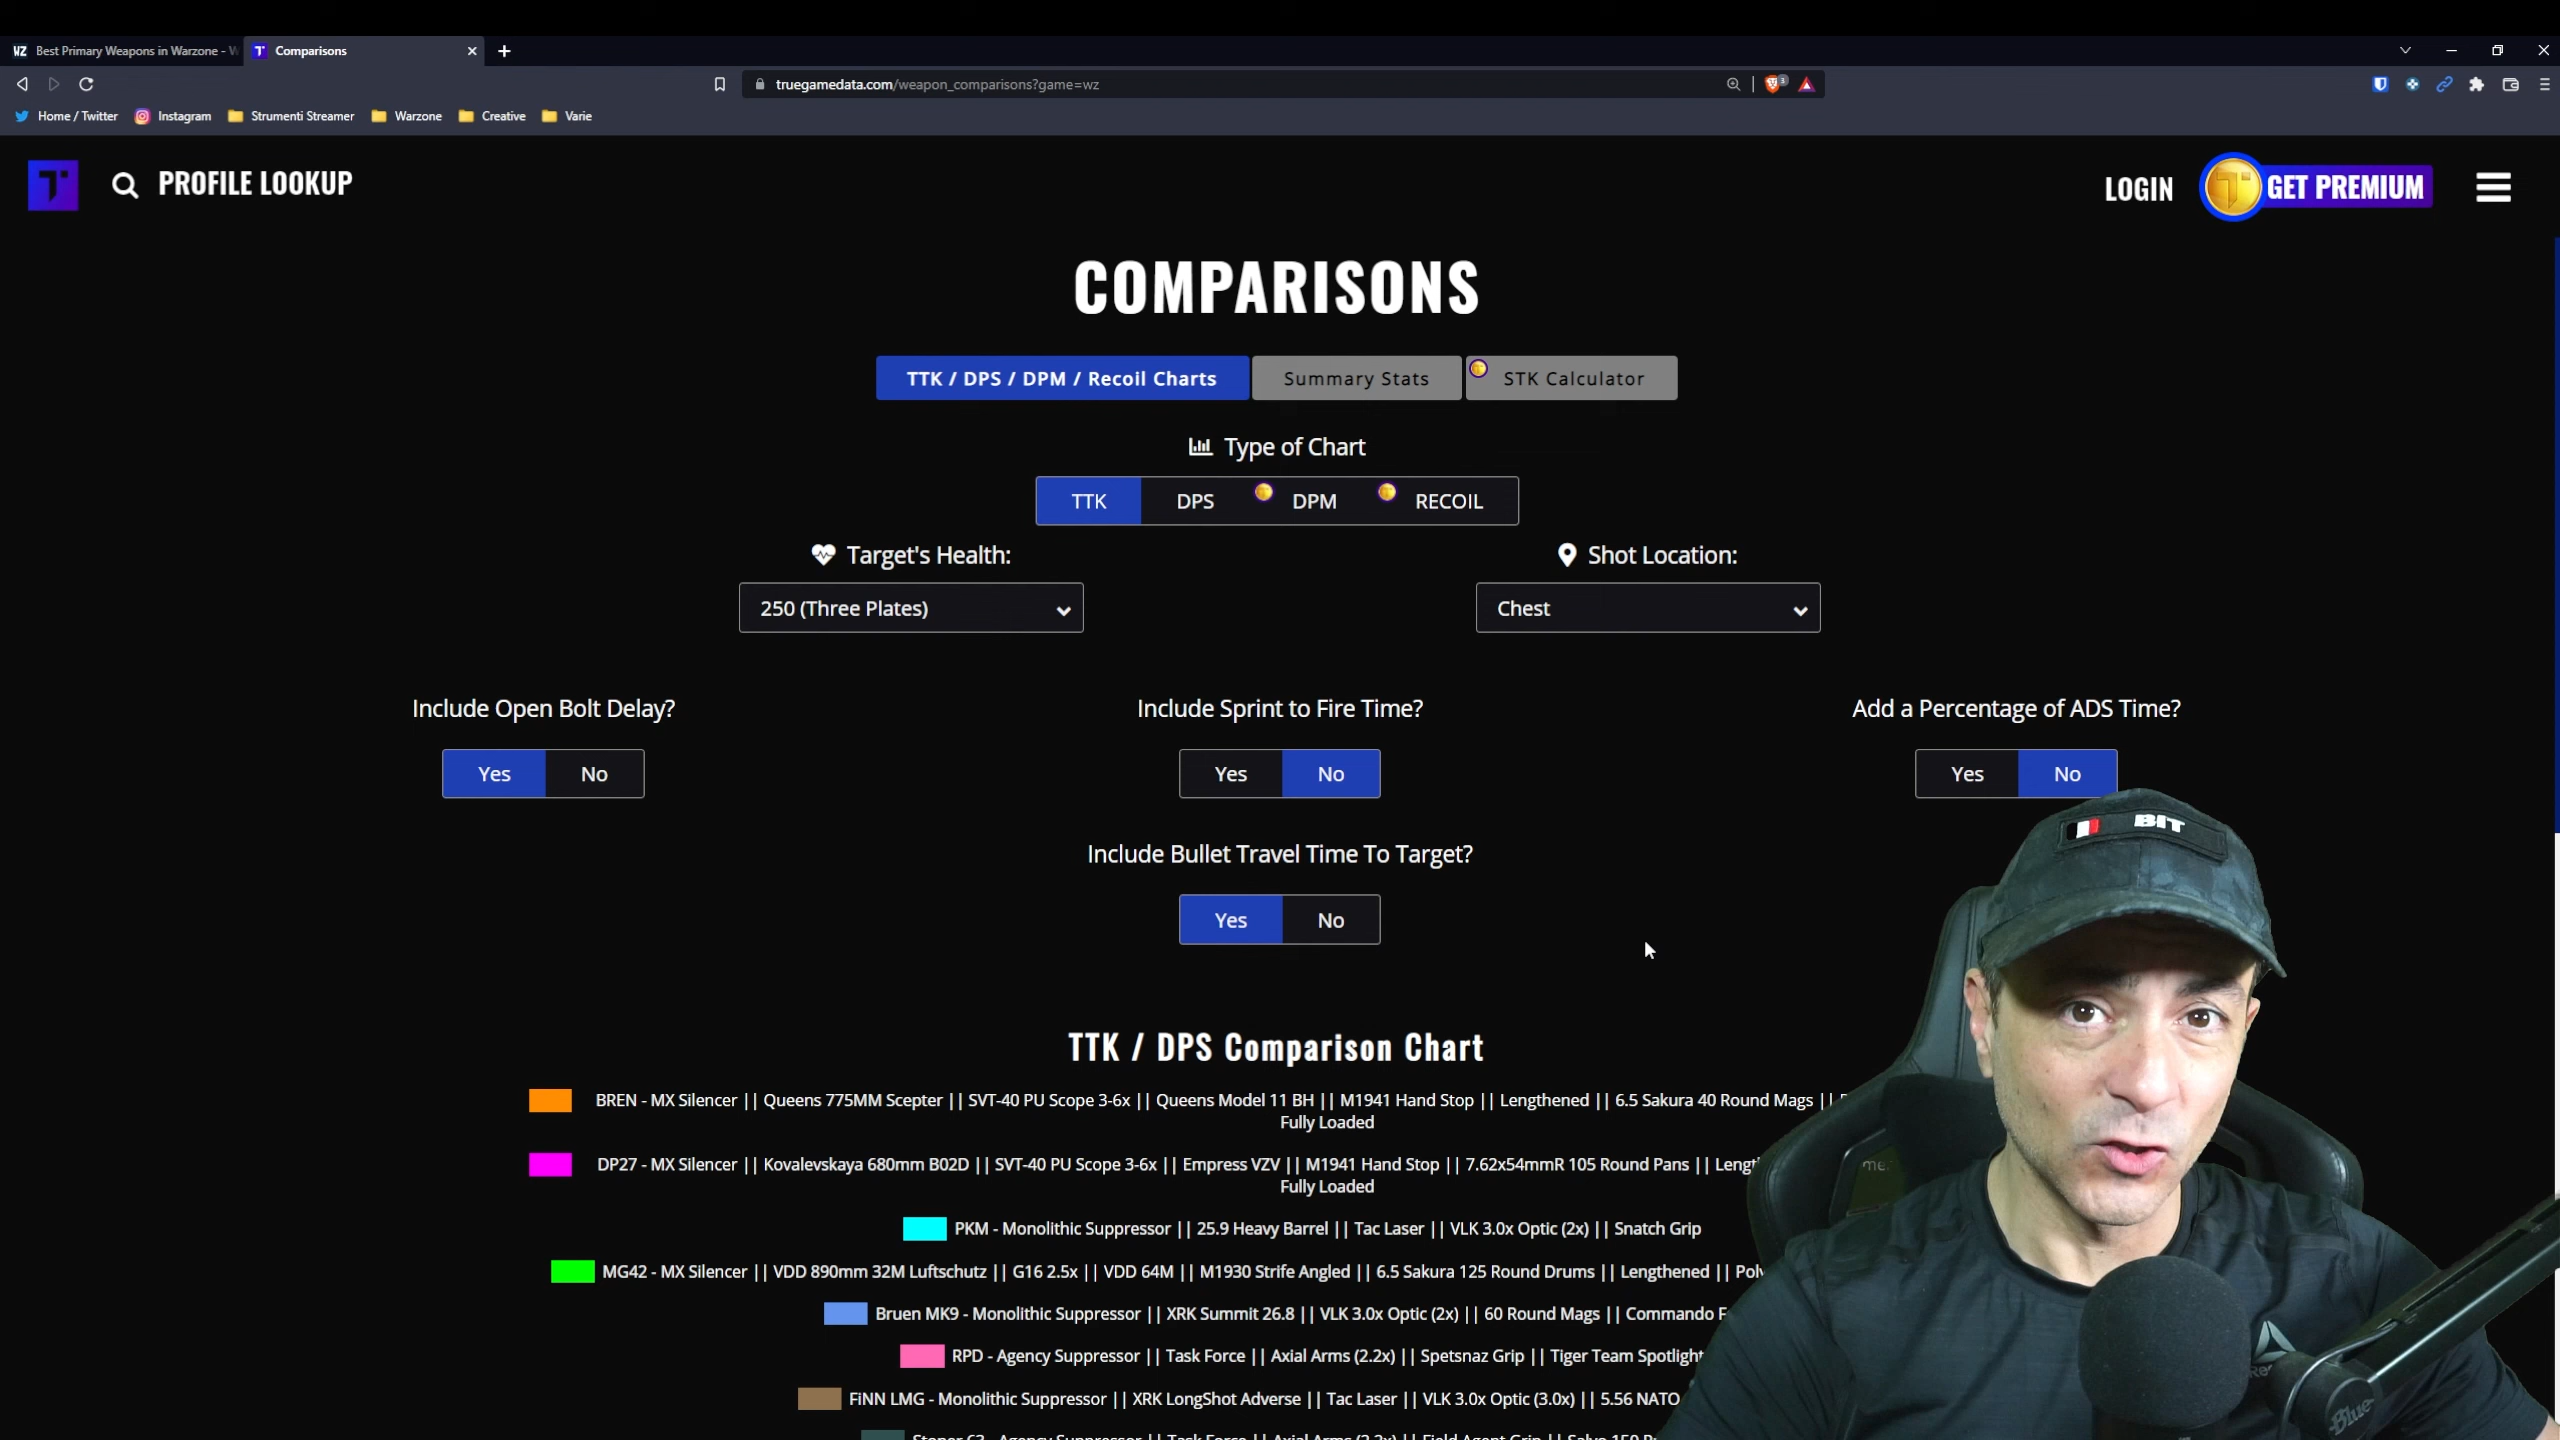 WZ Best Primary Weapons in Warzone - W
Comparisons
truegamedata.com/weapon_comparisons?game=wz
3
Home / Twitter Instagram Strumenti Streamer Warzone Creative Varie
PROFILE LOOKUP
LOGIN
GET PREMIUM
COMPARISONS
TTK / DPS / DPM / Recoil Charts
Summary Stats
STK Calculator
Type of Chart
TTK DPS DPM RECOIL
Target's Health:
Shot Location:
250 (Three Plates)
Chest
Include Open Bolt Delay?
Include Sprint to Fire Time?
Add a Percentage of ADS Time?
Yes No
Yes No
Yes No
Include Bullet Travel Time To Target?
Yes No
BIT
TTK / DPS Comparison Chart
BREN - MX Silencer || Queens 775MM Scepter || SVT-40 PU Scope 3-6x || Queens Model 11 BH || M1941 Hand Stop || Lengthened || 6.5 Sakura 40 Round Mags ||
Fully Loaded
DP27 - MX Silencer || Kovalevskaya 680mm B02D || SVT-40 PU Scope 3-6x || Empress VZV || M1941 Hand Stop || 7.62x54mmR 105 Round Pans || Lengt
Fully Loaded
PKM - Monolithic Suppressor || 25.9 Heavy Barrel || Tac Laser || VLK 3.0x Optic (2x) || Snatch Grip
MG42 - MX Silencer || VDD 890mm 32M Luftschutz || G16 2.5x || VDD 64M || M1930 Strife Angled || 6.5 Sakura 125 Round Drums || Lengthened || Poly
Bruen MK9 - Monolithic Suppressor || XRK Summit 26.8 || VLK 3.0x Optic (2x) || 60 Round Mags || Commando F
RPD - Agency Suppressor || Task Force || Axial Arms (2.2x) || Spetsnaz Grip || Tiger Team Spotlight
FiNN LMG - Monolithic Suppressor || XRK LongShot Adverse || Tac Laser || VLK 3.0x Optic (3.0x) || 5.56 NATO
Blue